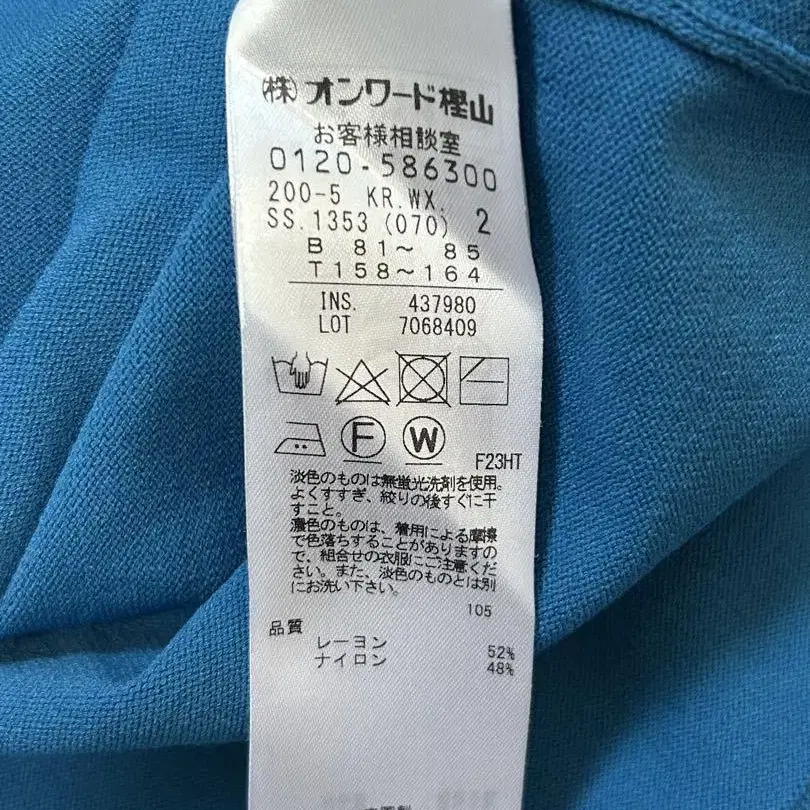 ㈱オンワード樫山
お客様相談室
0120-586300
200-5 KR.WX.
SS.1353 (070) 2
B 81～ 85
T158～164
INS. 437980
LOT 7068409
F W F23HT
淡色のものは無蛍光洗剤を使用。
よくすすぎ、絞りの後すぐに干
すこと。
濃色のものは、着用による摩擦
で色落ちすることがありますの
で、組合せの衣服にご注意くだ
さい。また、淡色のものとは別
にお洗い下さい。
105
品質
レーヨン 52%
ナイロン 48%